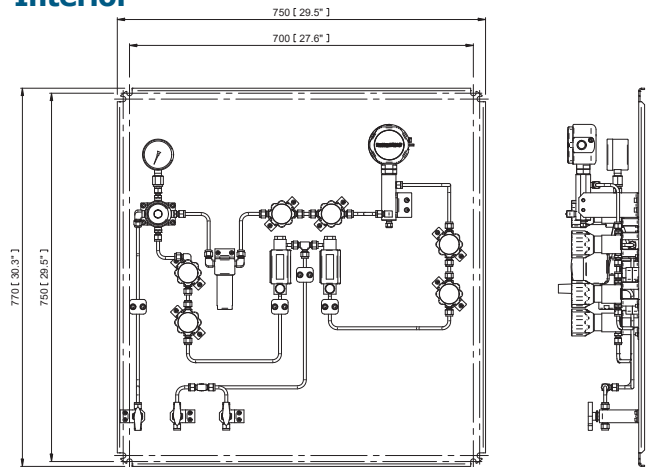 Interior
750 [ 29.5" ]
700 [ 27.6" ]
770 [ 30.3" ]
750 [ 29.5" ]